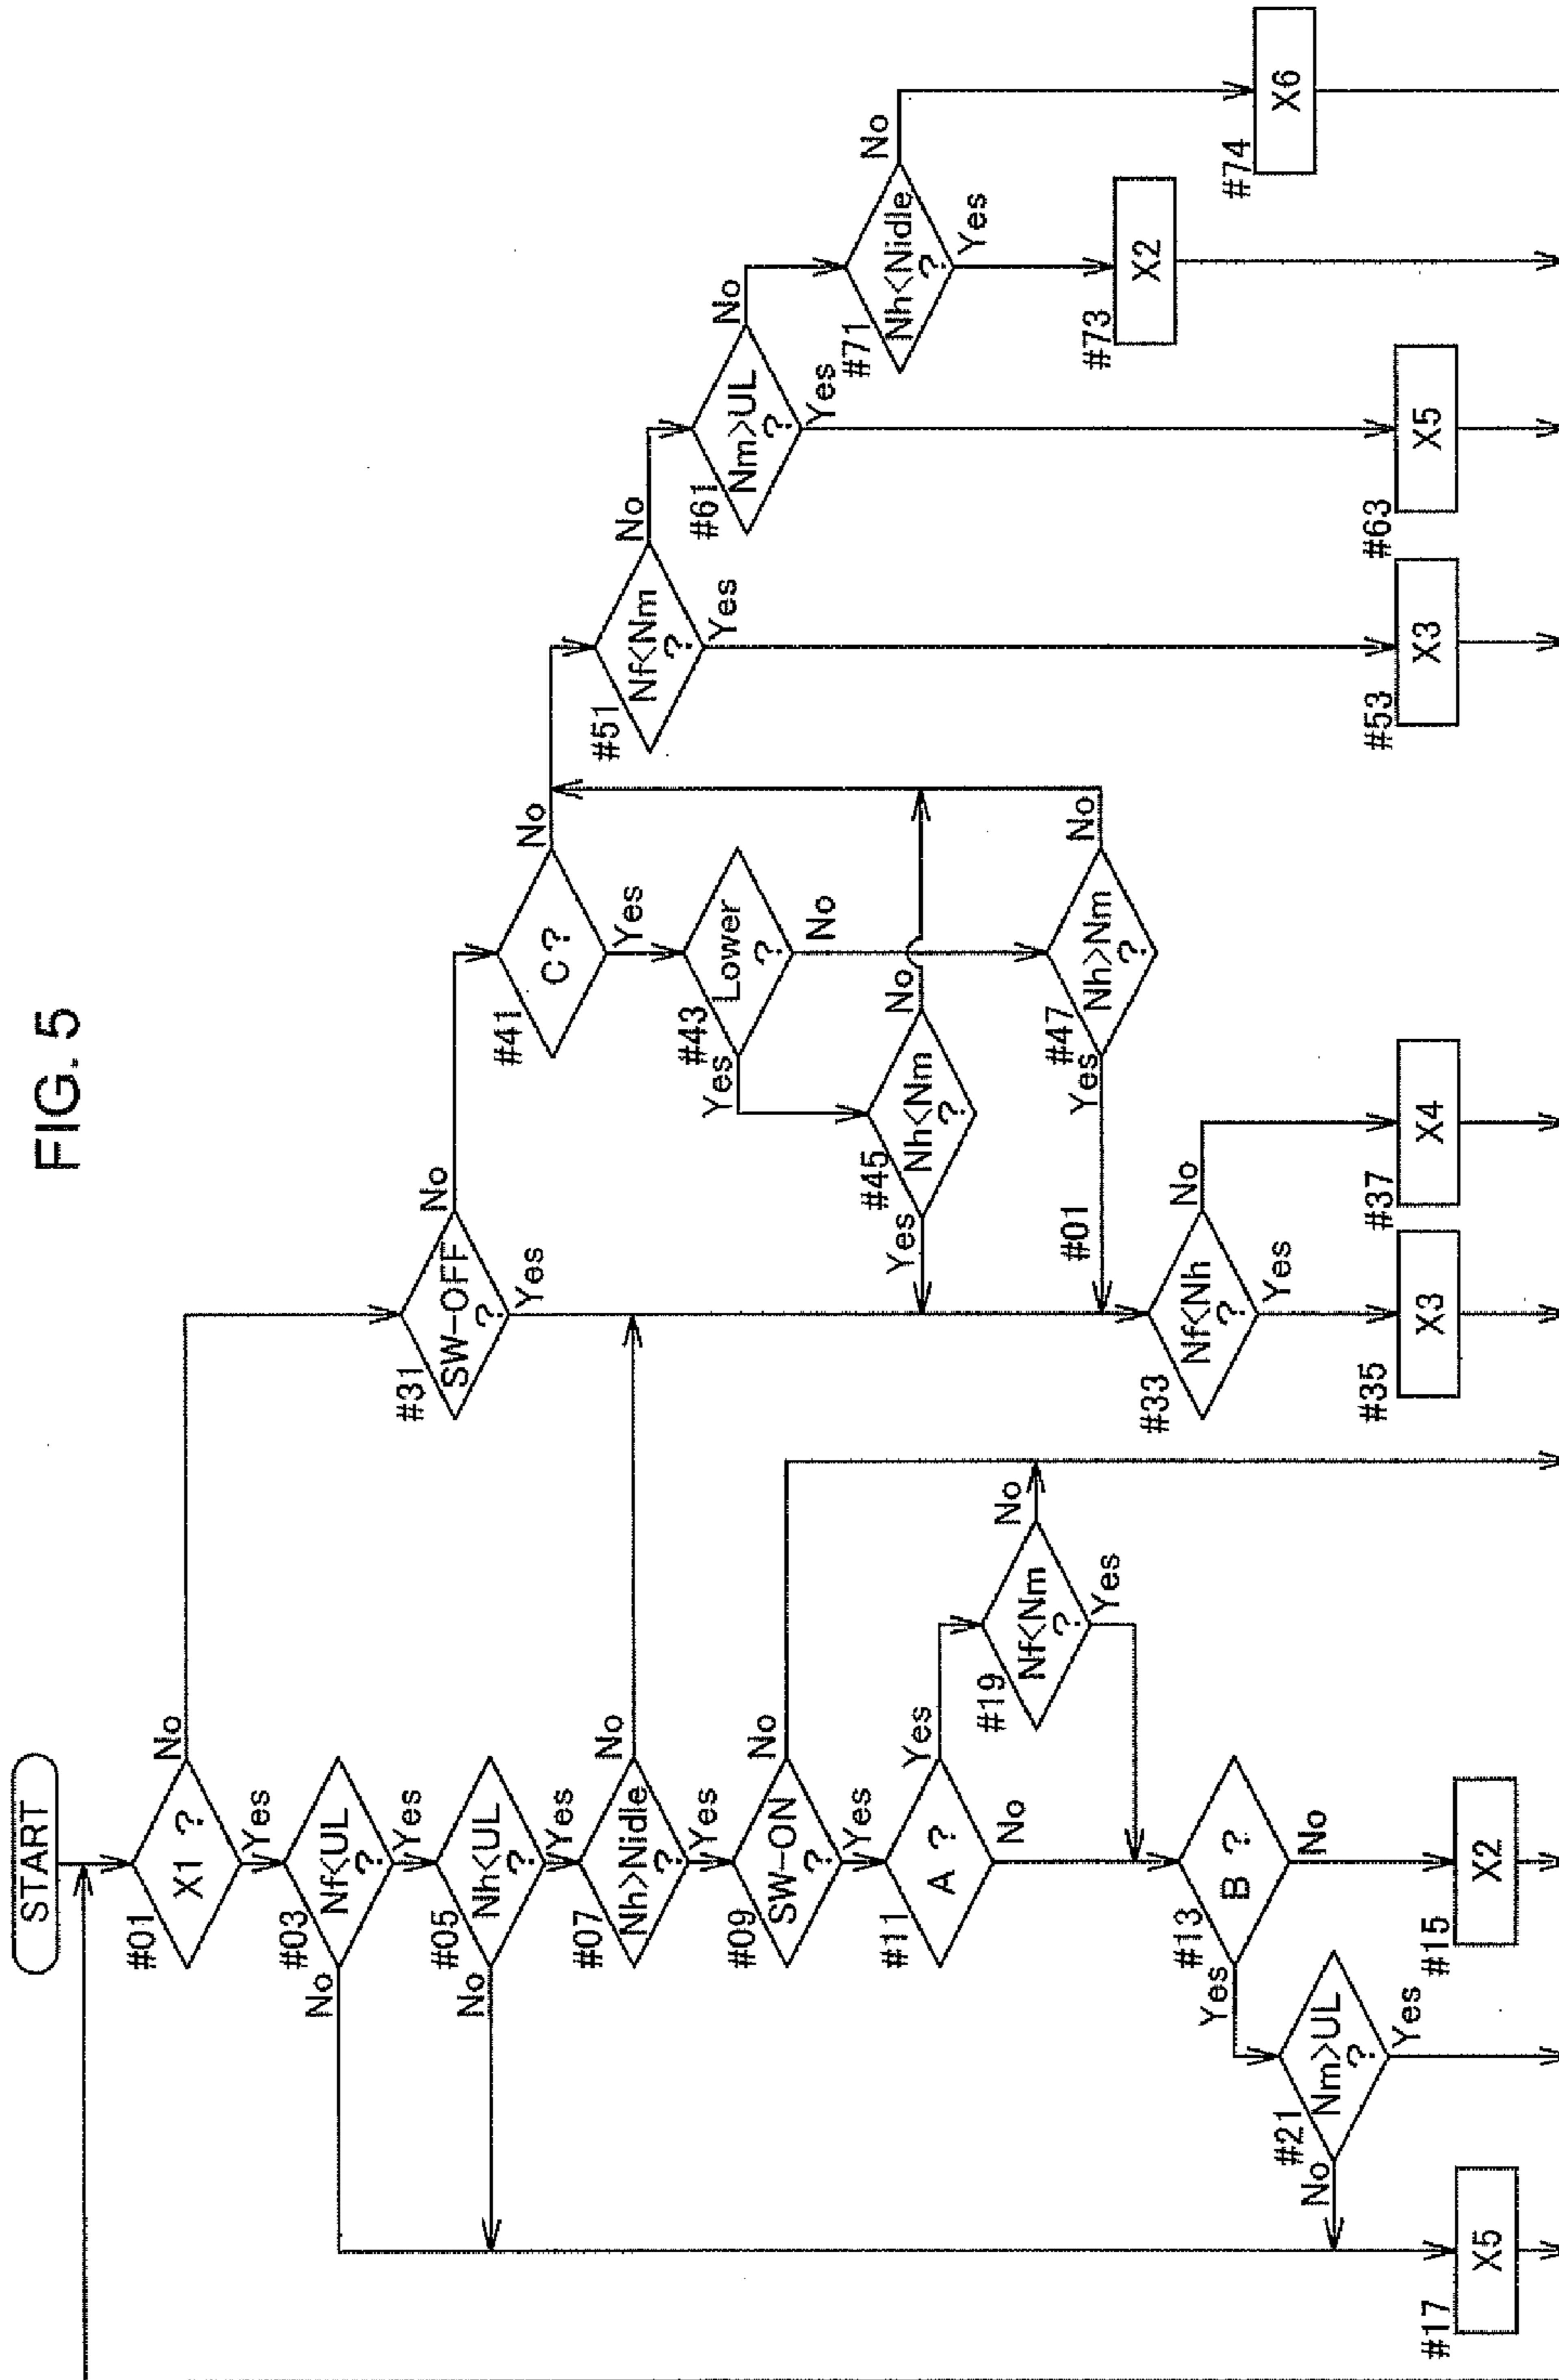 FIG. 5
START
#01
X1 ?
No
Yes
#03
Nf<UL
?
No
Yes
#05
Nh<UL
?
No
Yes
#07
Nh>Nidle
?
No
Yes
#09
SW-ON
?
No
Yes
#11
A ?
Yes
No
#19
Nf<Nm
?
No
Yes
#13
B ?
Yes
No
#21
Nm>UL
?
No
Yes
#15
X2
#17
X5
#31
SW-OFF
?
No
Yes
#41
C ?
No
Yes
#43
Lower
?
Yes
No
#45
Nh<Nm
?
Yes
No
#47
Nh>Nm
?
Yes
No
#01
#33
Nf<Nh
?
No
Yes
#35
X3
#37
X4
#51
Nf<Nm
?
No
Yes
#53
X3
#61
Nm>UL
?
No
Yes
#63
X5
#71
Nh<Nidle
?
No
Yes
#73
X2
#74
X6